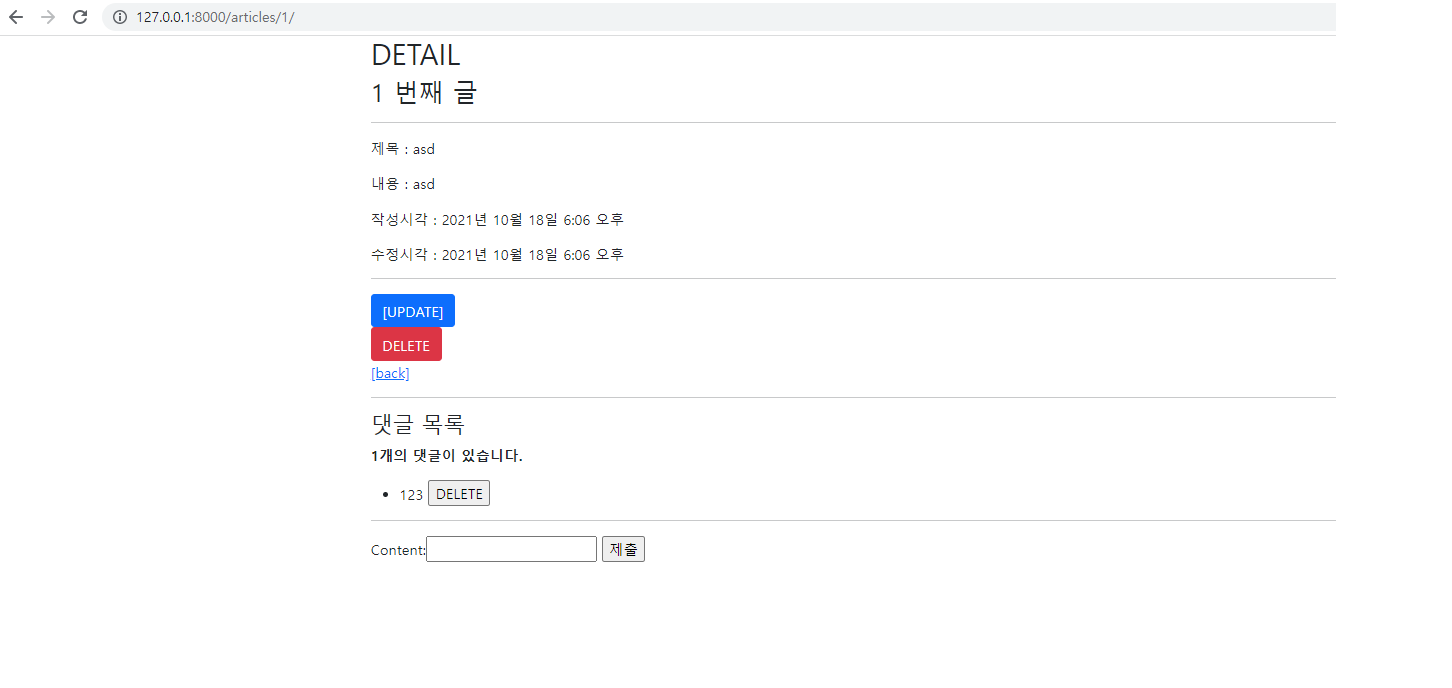 127.0.0.1:8000/articles/1/
DETAIL
1 번째 글
제목 : asd
내용 : asd
작성시각 : 2021년 10월 18일 6:06 오후
수정시각 : 2021년 10월 18일 6:06 오후
[UPDATE]
DELETE
[back]
댓글 목록
1개의 댓글이 있습니다.
• 123 DELETE
Content: 제출